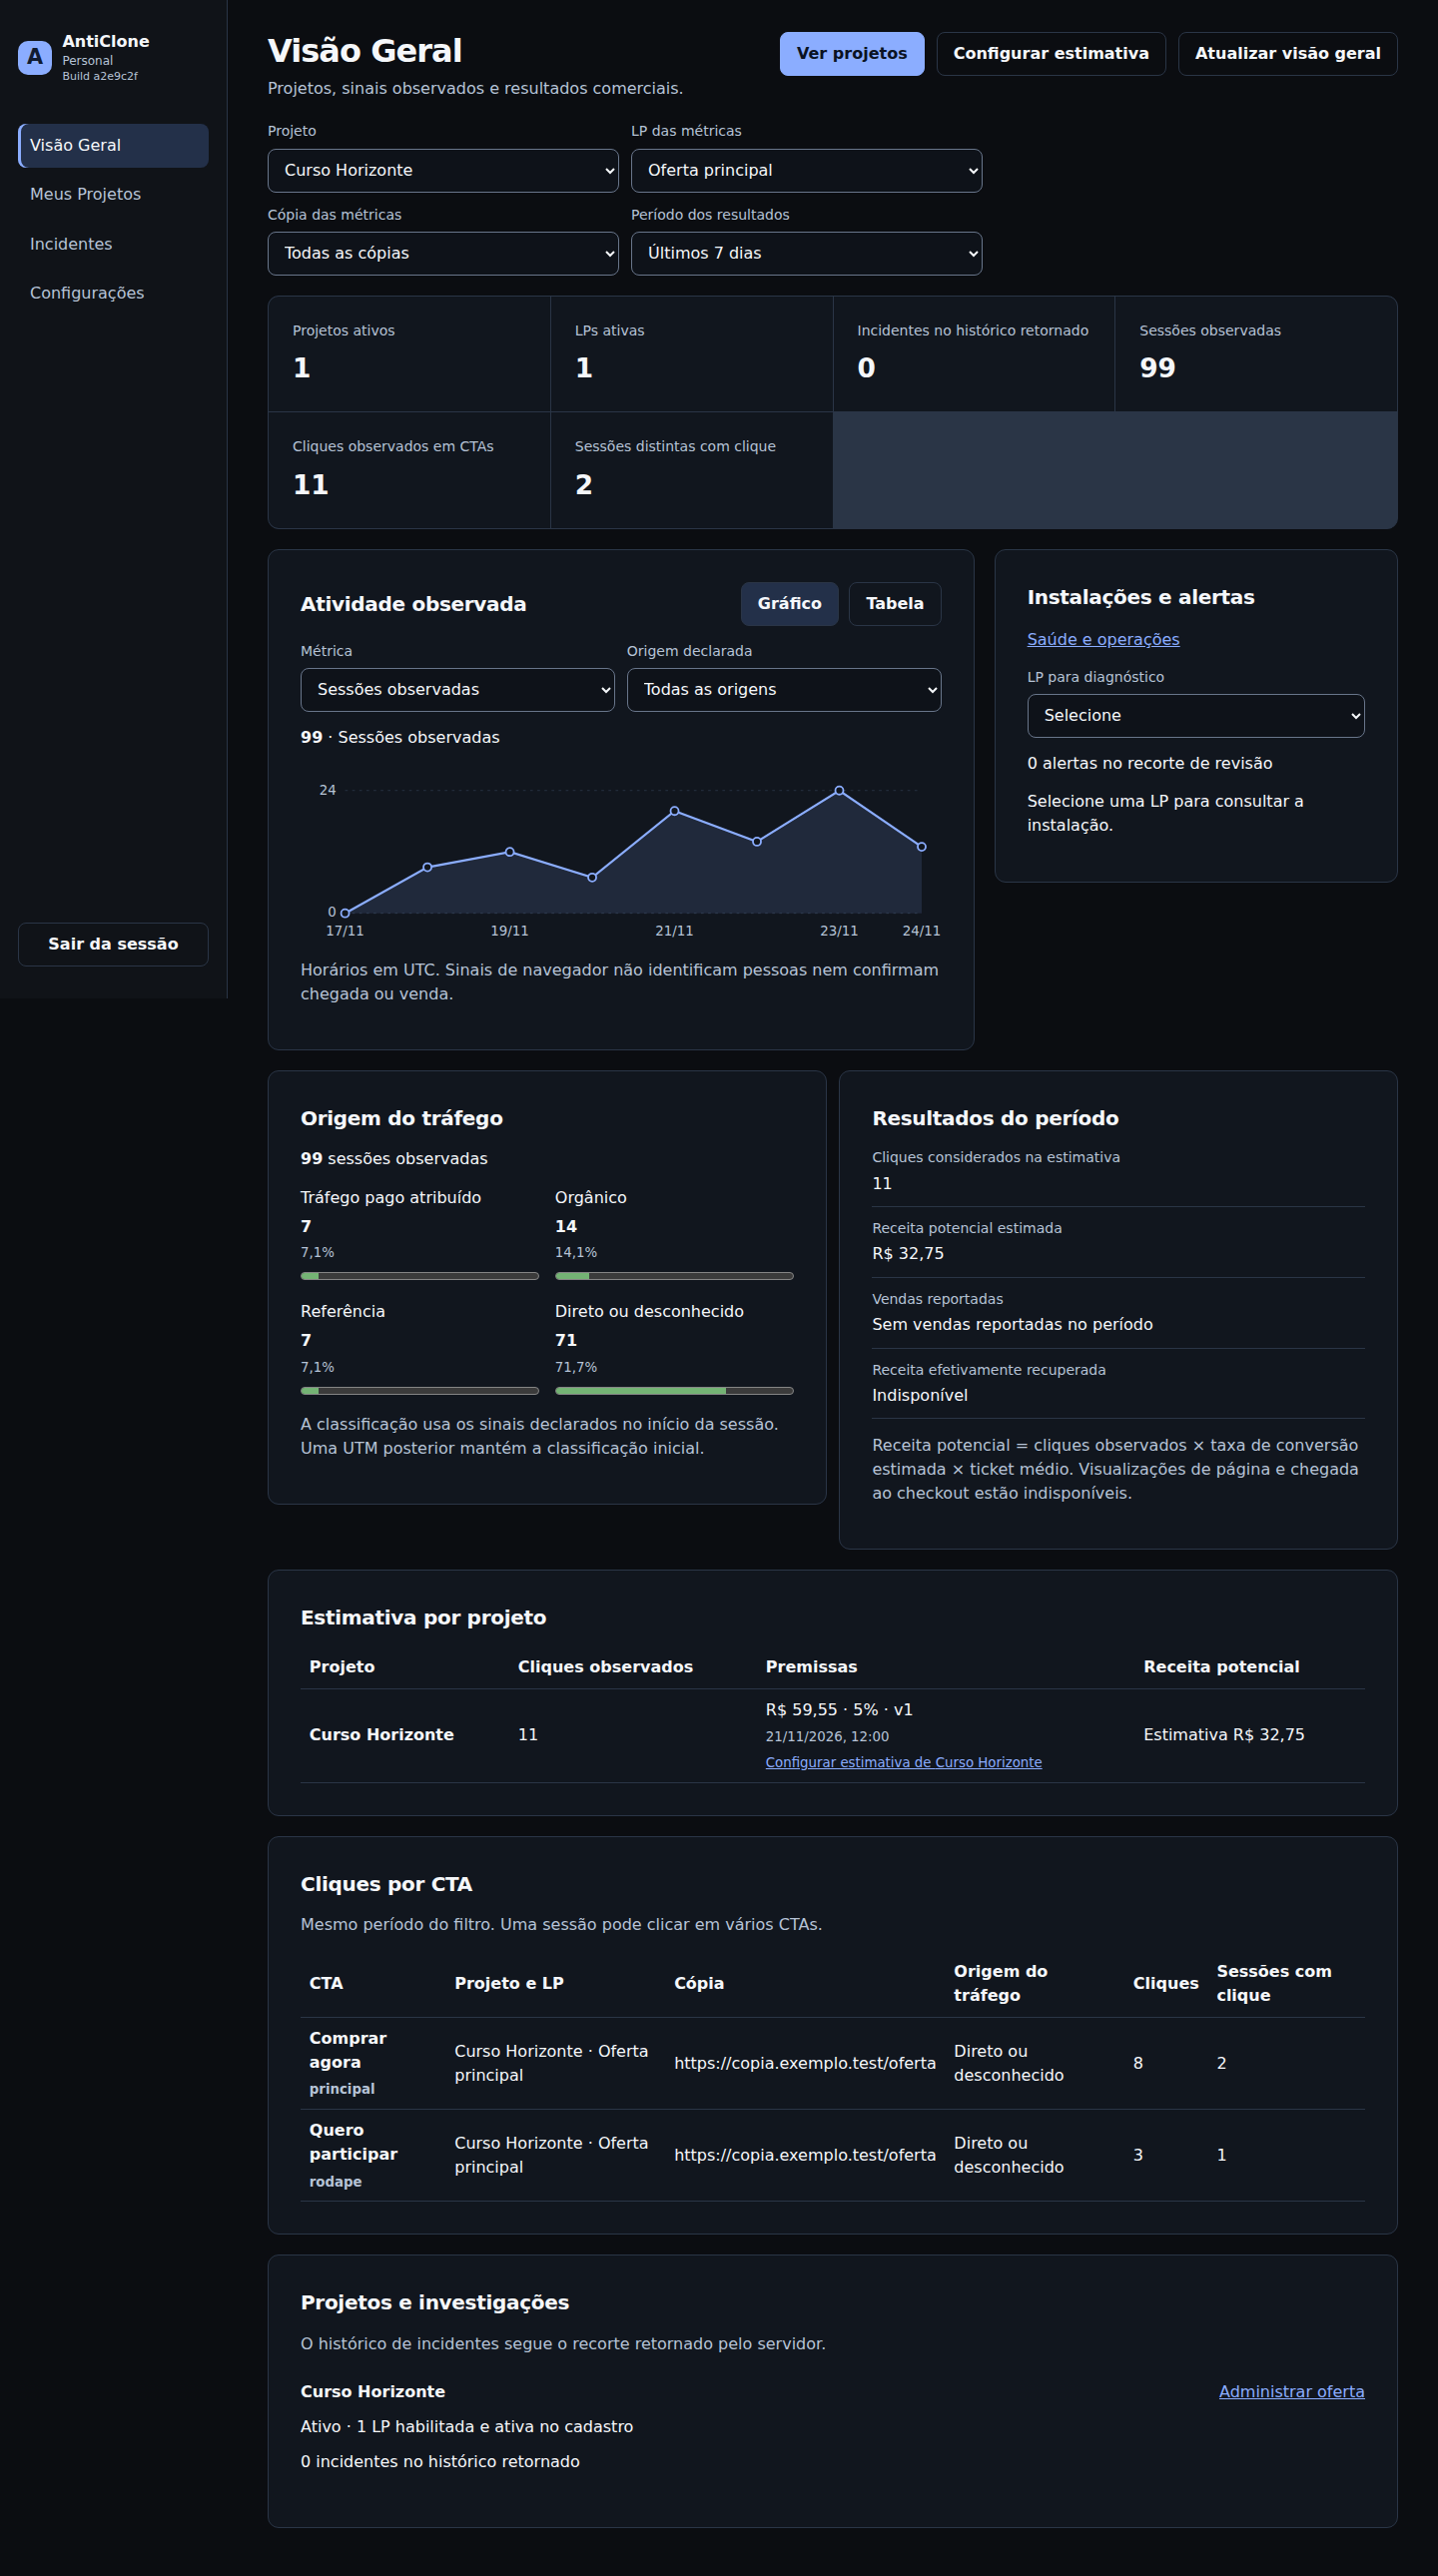 A
AntiClone
Personal
Build a2e9c2f
Visão Geral
Meus Projetos
Incidentes
Configurações
Sair da sessão
Visão Geral
Projetos, sinais observados e resultados comerciais.
Ver projetos
Configurar estimativa
Atualizar visão geral
Projeto
LP das métricas
Curso Horizonte
Oferta principal
Cópia das métricas
Período dos resultados
Todas as cópias
Últimos 7 dias
Projetos ativos
1
LPs ativas
1
Incidentes no histórico retornado
0
Sessões observadas
99
Cliques observados em CTAs
11
Sessões distintas com clique
2
Atividade observada
Gráfico
Tabela
Métrica
Origem declarada
Sessões observadas
Todas as origens
99 · Sessões observadas
24
0
17/11
19/11
21/11
23/11
24/11
Horários em UTC. Sinais de navegador não identificam pessoas nem confirmam
chegada ou venda.
Instalações e alertas
Saúde e operações
LP para diagnóstico
Selecione
0 alertas no recorte de revisão
Selecione uma LP para consultar a
instalação.
Origem do tráfego
99 sessões observadas
Tráfego pago atribuído
7
7,1%
Orgânico
14
14,1%
Referência
7
7,1%
Direto ou desconhecido
71
71,7%
A classificação usa os sinais declarados no início da sessão.
Uma UTM posterior mantém a classificação inicial.
Resultados do período
Cliques considerados na estimativa
11
Receita potencial estimada
R$ 32,75
Vendas reportadas
Sem vendas reportadas no período
Receita efetivamente recuperada
Indisponível
Receita potencial = cliques observados × taxa de conversão
estimada × ticket médio. Visualizações de página e chegada
ao checkout estão indisponíveis.
Estimativa por projeto
Projeto
Cliques observados
Premissas
Receita potencial
Curso Horizonte
11
R$ 59,55 · 5% · v1
21/11/2026, 12:00
Configurar estimativa de Curso Horizonte
Estimativa R$ 32,75
Cliques por CTA
Mesmo período do filtro. Uma sessão pode clicar em vários CTAs.
CTA
Projeto e LP
Cópia
Origem do
tráfego
Cliques
Sessões com
clique
Comprar
agora
principal
Curso Horizonte · Oferta
principal
https://copia.exemplo.test/oferta
Direto ou
desconhecido
8
2
Quero
participar
rodape
Curso Horizonte · Oferta
principal
https://copia.exemplo.test/oferta
Direto ou
desconhecido
3
1
Projetos e investigações
O histórico de incidentes segue o recorte retornado pelo servidor.
Curso Horizonte
Administrar oferta
Ativo · 1 LP habilitada e ativa no cadastro
0 incidentes no histórico retornado